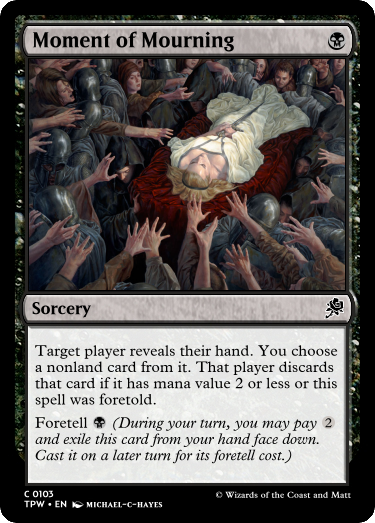 Moment of Mourning
Sorcery
Target player reveals their hand. You choose
a nonland card from it. That player discards
that card if it has mana value 2 or less or this
spell was foretold.
Foretell (During your turn, you may pay 2
and exile this card from your hand face down.
Cast it on a later turn for its foretell cost.)
C 0103
TPW • EN MICHAEL-C-HAYES
© Wizards of the Coast and Matt